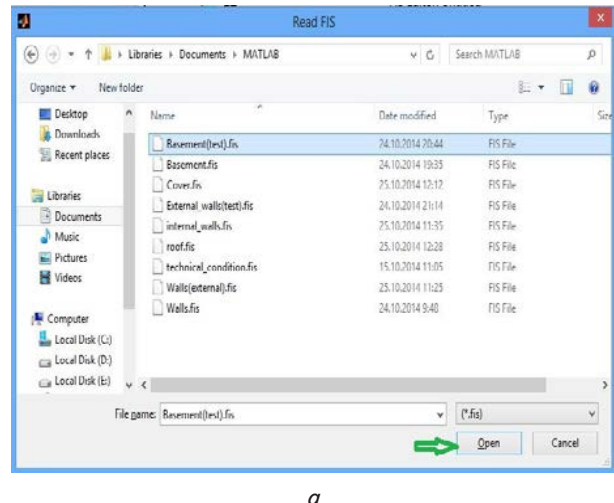 Read FIS
Libraries Documents MATLAB Search MATLAB
Organize New folder
Name Date modified Type Size
Desktop
Downloads
Recent places
Libraries
Documents
Music
Pictures
Videos
Computer
Local Disk (C:)
Local Disk (D:)
Local Disk (E:)
Basement(test).fis 24.10.2014 20:44 FIS File
Basement.fis 24.10.2014 19:35 FIS File
Cover.fis 25.10.2014 12:12 FIS File
External_walls(test).fis 24.10.2014 21:14 FIS File
internal_walls.fis 25.10.2014 11:35 FIS File
roof.fis 25.10.2014 12:28 FIS File
technical_condition.fis 15.10.2014 11:05 FIS File
Walls(external).fis 25.10.2014 11:25 FIS File
Walls.fis 24.10.2014 9:48 FIS File
File name: Basement(test).fis (*.fis)
Open Cancel
a